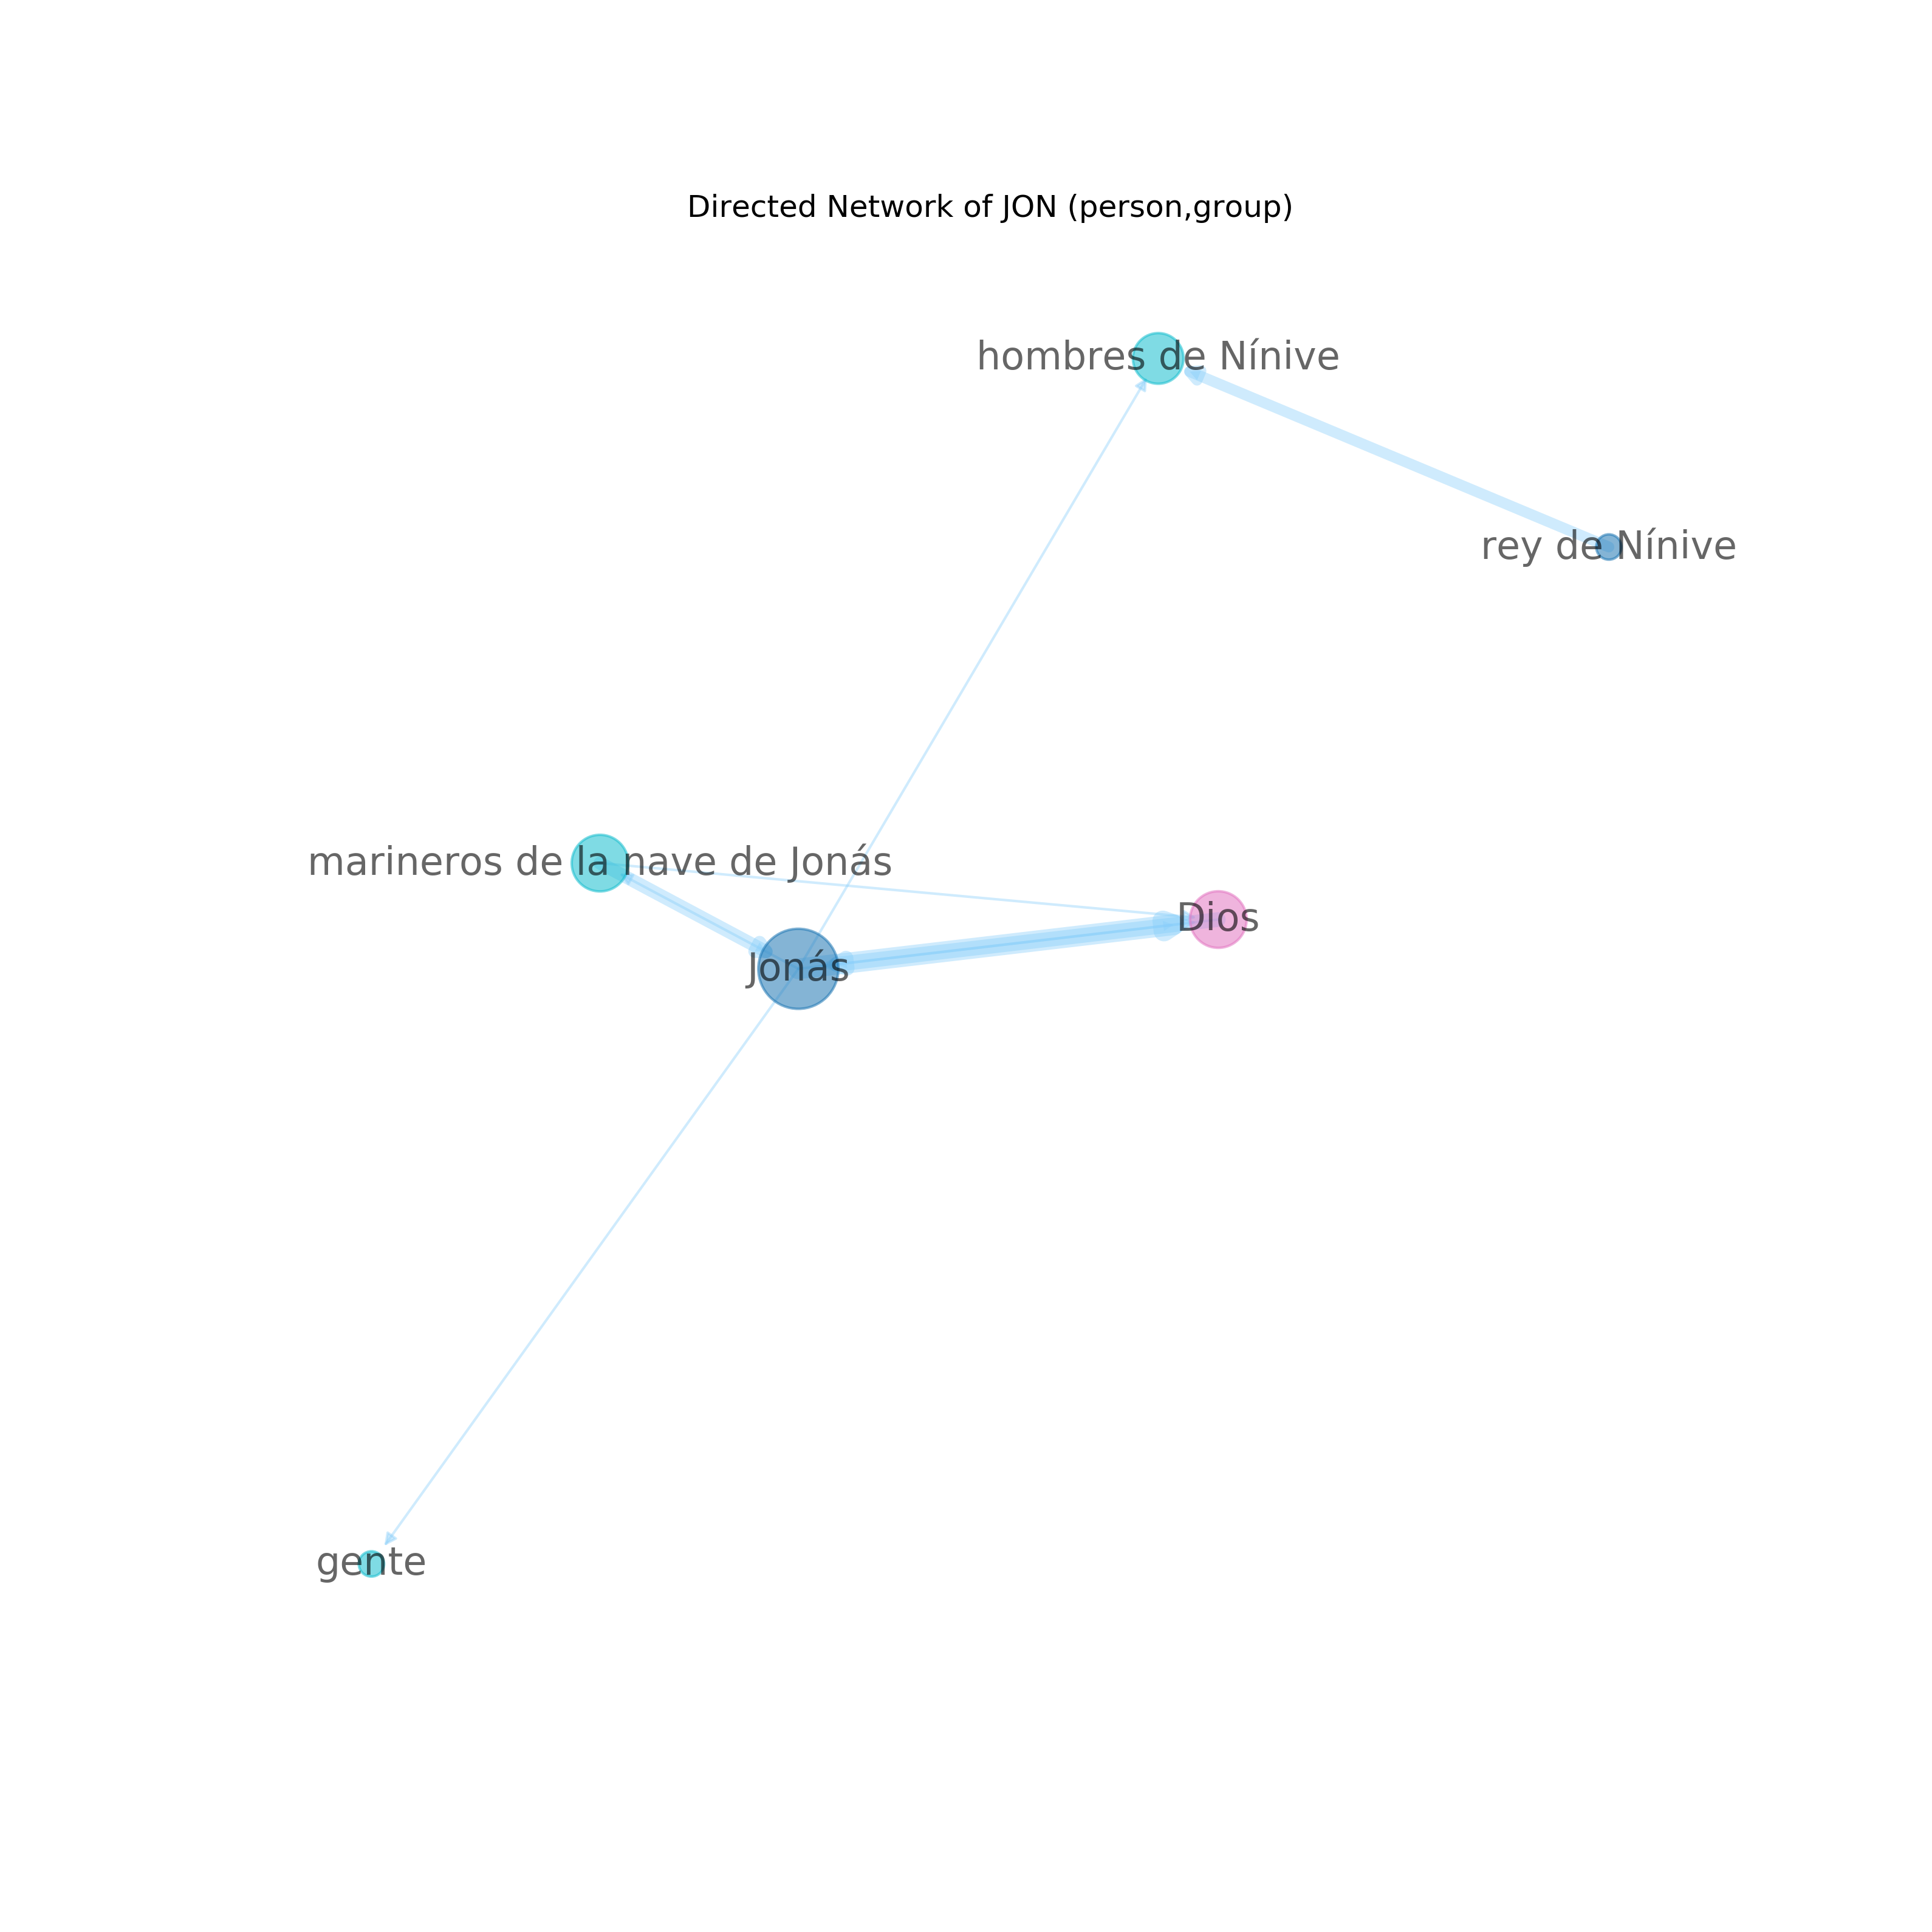 Directed Network of JON (person,group)
hombres de Nínive
rey de Nínive
marineros de la nave de Jonás
Dios
Jonás
gente